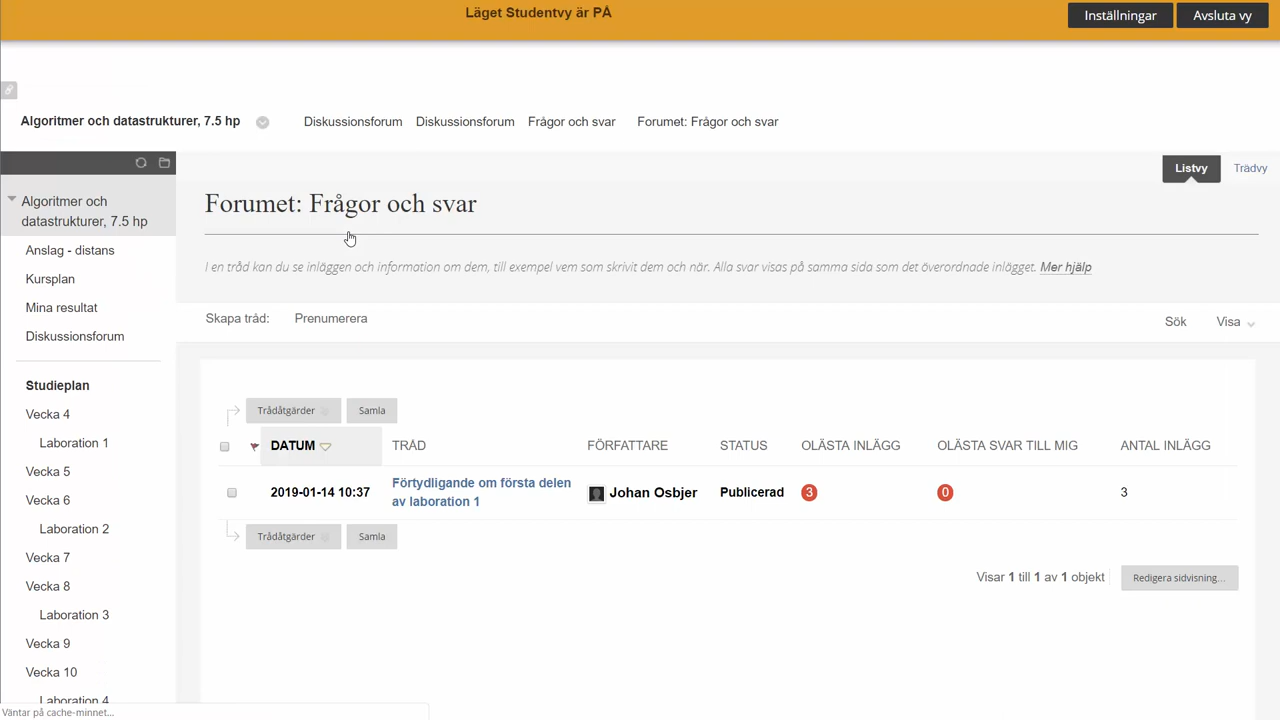 Läget Studentvy är PÅ
Inställningar
Avsluta vy
Algoritmer och datastrukturer, 7.5 hp
Diskussionsforum
Diskussionsforum
Frågor och svar
Forumet: Frågor och svar
Listvy
Trädvy
Algoritmer och
datastrukturer, 7.5 hp
Anslag - distans
Kursplan
Mina resultat
Diskussionsforum
Studieplan
Vecka 4
Laboration 1
Vecka 5
Vecka 6
Laboration 2
Vecka 7
Vecka 8
Laboration 3
Vecka 9
Vecka 10
Laboration 4
Forumet: Frågor och svar
I en tråd kan du se inläggen och information om dem, till exempel vem som skrivit dem och när. Alla svar visas på samma sida som det överordnade inlägget. Mer hjälp
Skapa tråd:
Prenumerera
Sök
Visa
Trådåtgärder
Samla
DATUM
TRÅD
FÖRFATTARE
STATUS
OLÄSTA INLÄGG
OLÄSTA SVAR TILL MIG
ANTAL INLÄGG
2019-01-14 10:37
Förtydligande om första delen
av laboration 1
Johan Osbjer
Publicerad
3
0
3
Trådåtgärder
Samla
Visar 1 till 1 av 1 objekt
Redigera sidvisning...
Väntar på cache-minnet...